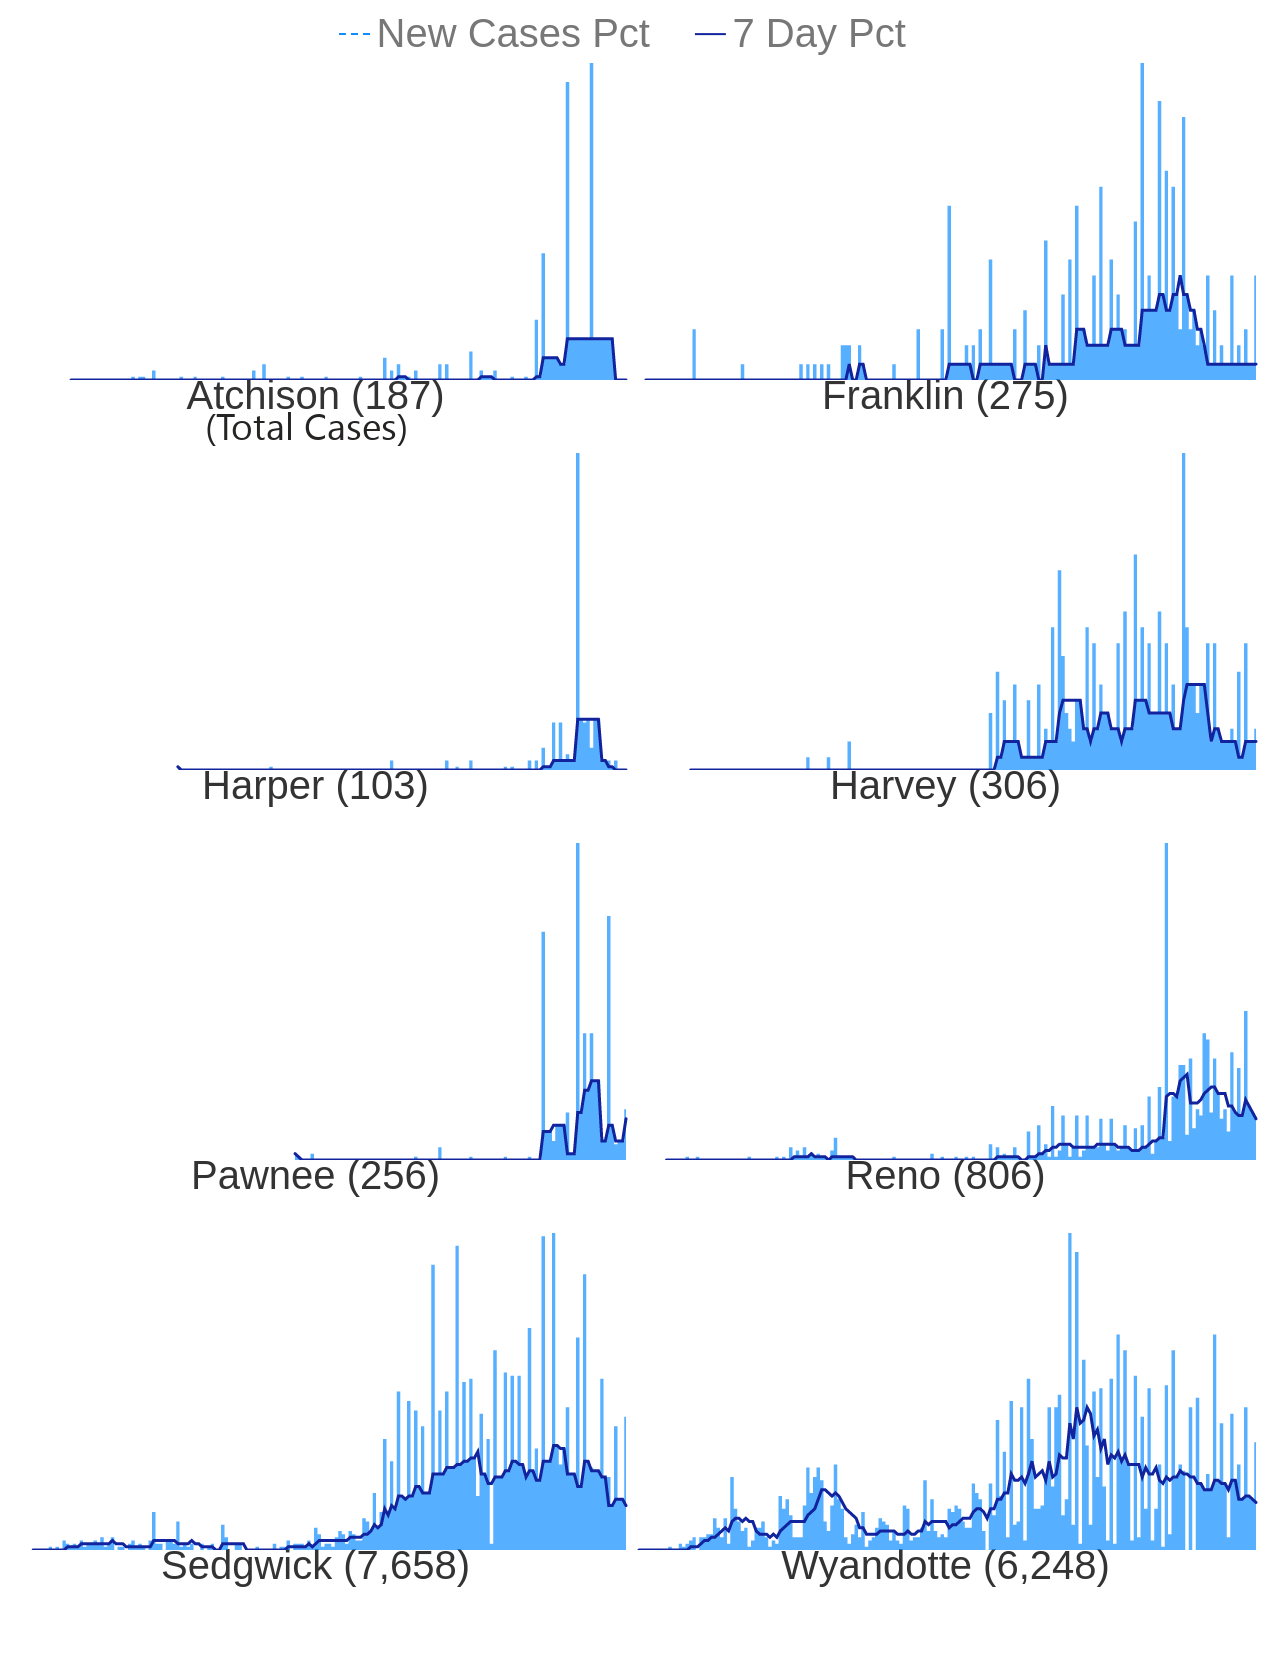 New Cases Pct 7 Day Pct
Atchison (187) Franklin (275)
(Total Cases)
Harper (103) Harvey (306)
Pawnee (256) Reno (806)
Sedgwick (7,658) Wyandotte (6,248)